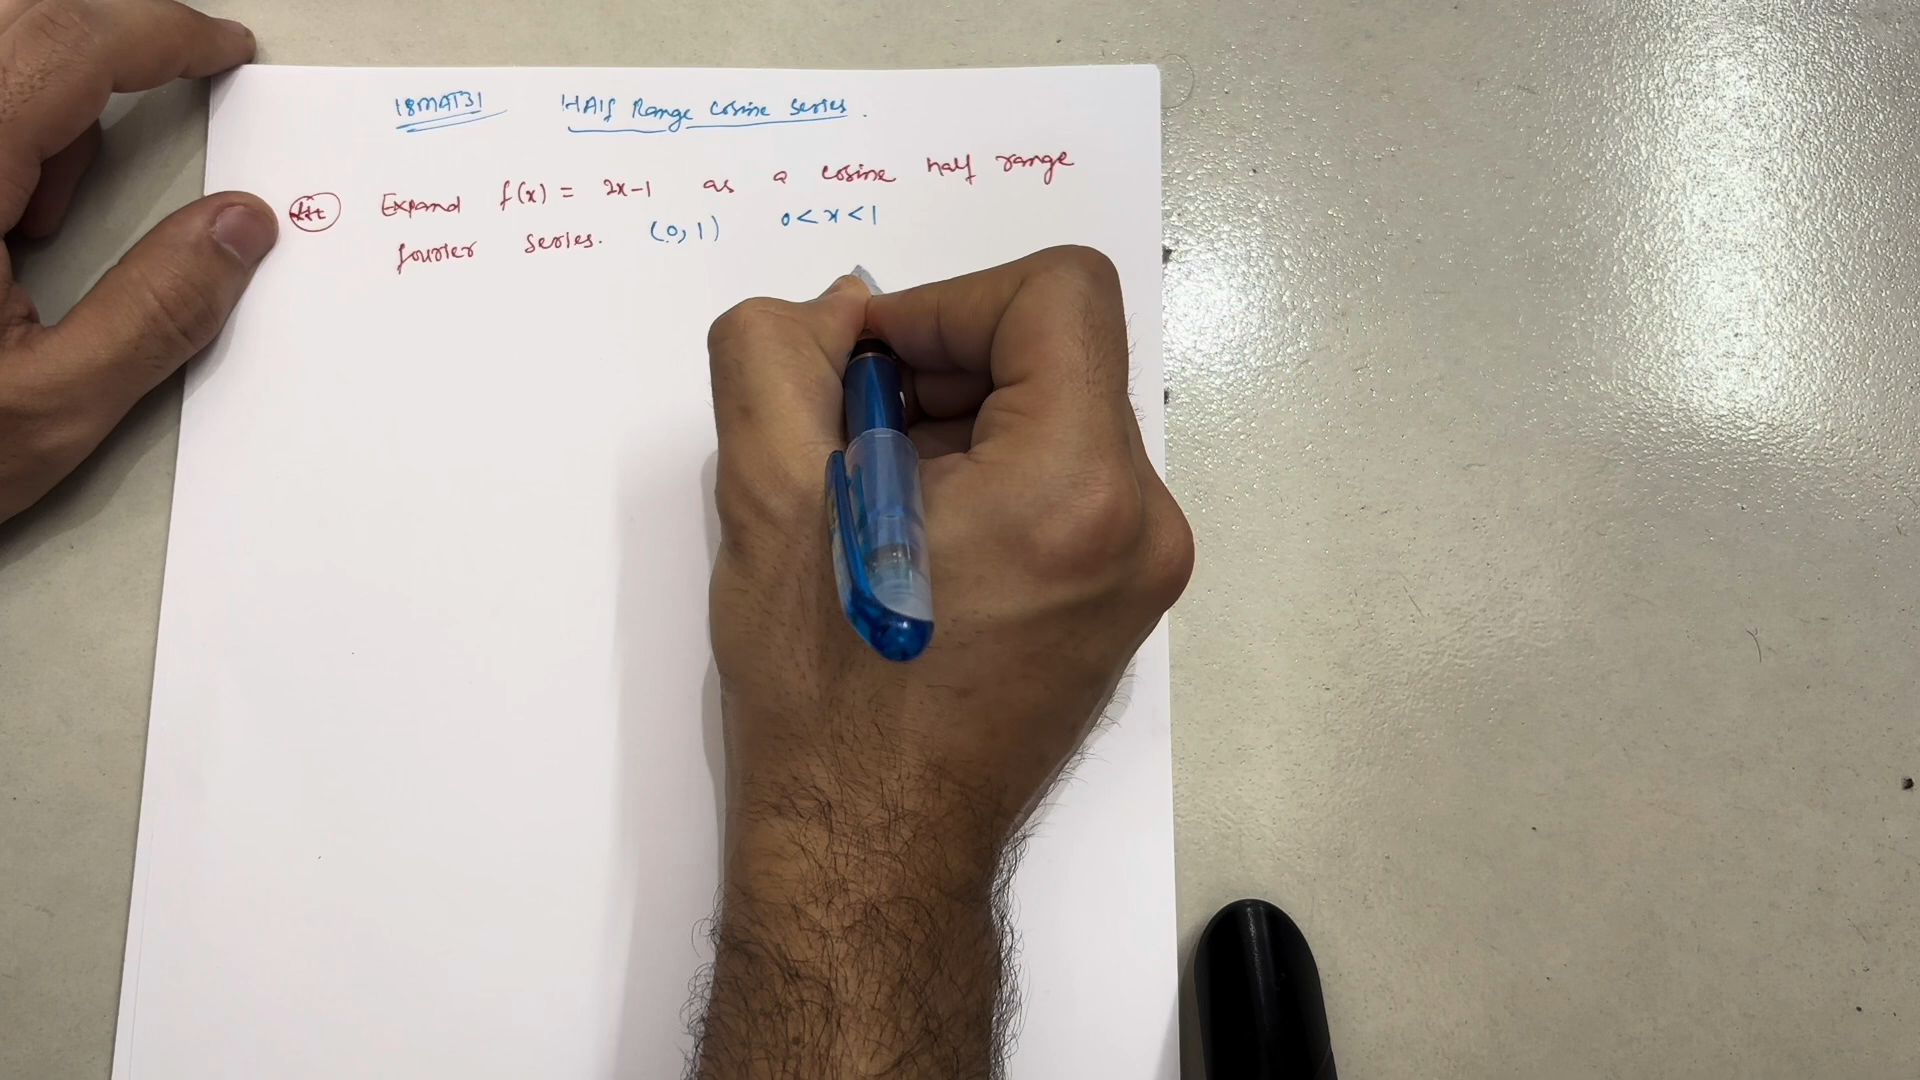 18MAT31 HAlf Range cosine series.
Expand f(x) = 2x-1 as a cosine half range
fourier series. (0,1) 0<x<1